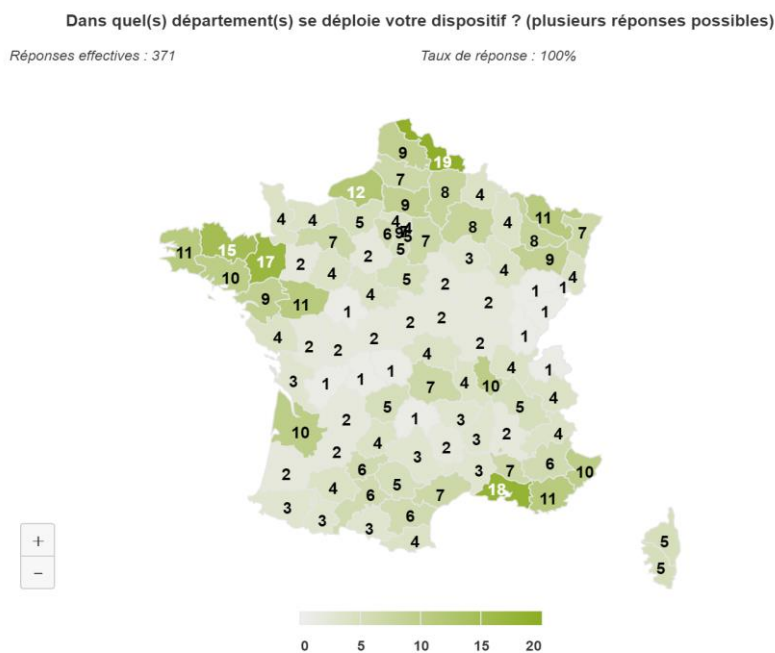 Dans quel(s) département(s) se déploie votre dispositif ? (plusieurs réponses possibles)
Réponses effectives : 371 Taux de réponse : 100%
9
19
7
12 8 4
9
4 4 5 4 4 11
7 6 5 8 4 8 7
11 15 17 2 5 7 9
10 4 2 3 4 4
9 11 4 5 2 1 1
1 2 2 1
4 2 2 2 2 2 1
3 1 1 1 4 4 1
7 4 10
10 2 5 1 3 5 4
2 4 3 2 3 2 4
2 6 3 7 6 10
3 4 6 5 7 18 11
3 3 6
4
5
5
+
−
0 5 10 15 20